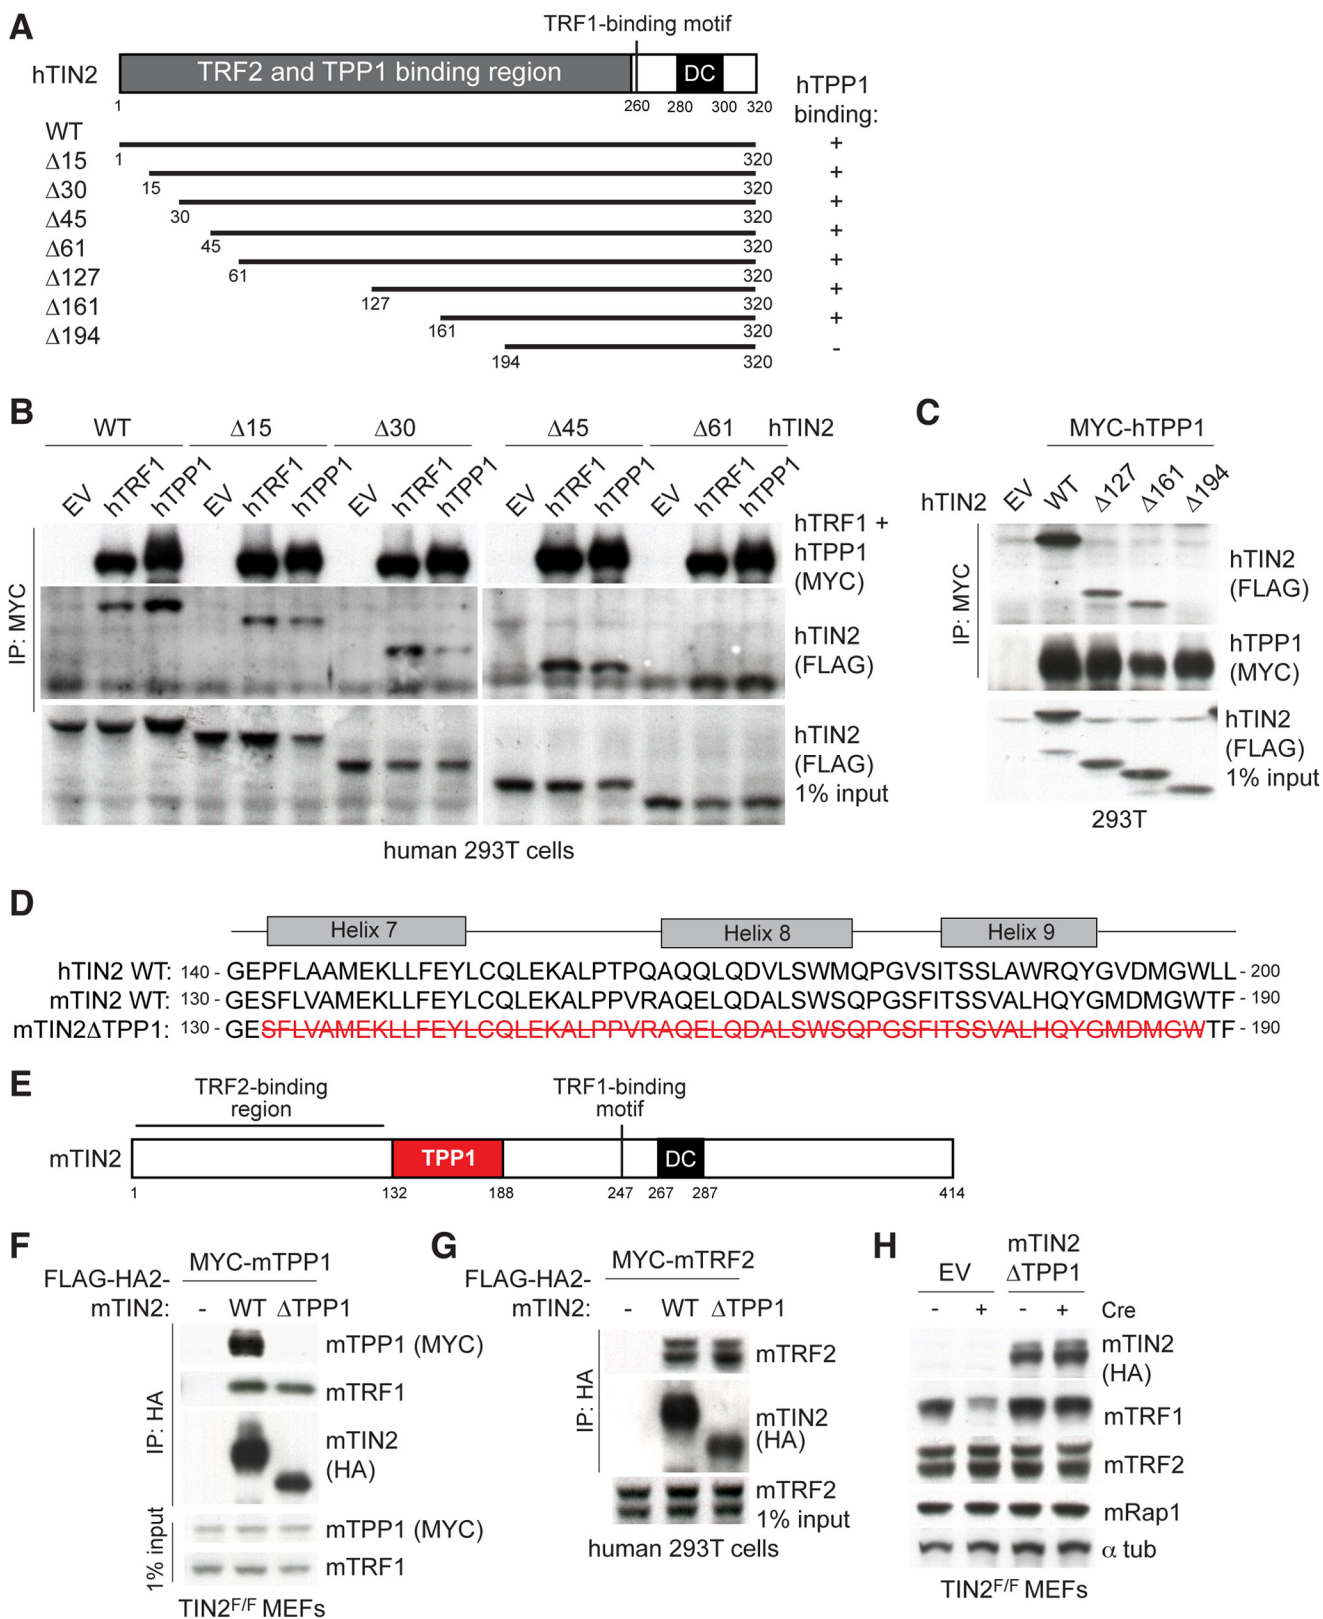 A
TRF1-binding motif
hTIN2
TRF2 and TPP1 binding region
DC
1
260
280
300
320
hTPP1
binding:
WT
1
320
+
Δ15
15
320
+
Δ30
30
320
+
Δ45
45
320
+
Δ61
61
320
+
Δ127
127
320
+
Δ161
161
320
+
Δ194
194
320
-
B
WT
Δ15
Δ30
Δ45
Δ61
hTIN2
EV
hTRF1
hTPP1
EV
hTRF1
hTPP1
EV
hTRF1
hTPP1
EV
hTRF1
hTPP1
EV
hTRF1
hTPP1
IP: MYC
hTRF1 +
hTPP1
(MYC)
hTIN2
(FLAG)
hTIN2
(FLAG)
1% input
human 293T cells
C
MYC-hTPP1
hTIN2
EV
WT
Δ127
Δ161
Δ194
IP: MYC
hTIN2
(FLAG)
hTPP1
(MYC)
hTIN2
(FLAG)
1% input
293T
D
Helix 7
Helix 8
Helix 9
hTIN2 WT: 140 - GEPFLAAMEKLLFEYLCQLEKALPTPQAQQLQDVLSWMQPGVSITSSLAWRQYGVDMGWLL - 200
mTIN2 WT: 130 - GESFLVAMEKLLFEYLCQLEKALPPVRAQELQDALSWSQPGSFITSSVALHQYGMDMGWTF - 190
mTIN2ΔTPP1: 130 - GESFLVAMEKLLFEYLCQLEKALPPVRAQELQDALSWSQPGSFITSSVALHQYGMDMGWTF - 190
E
TRF2-binding
region
TRF1-binding
motif
mTIN2
TPP1
DC
1
132
188
247
267
287
414
F
MYC-mTPP1
FLAG-HA2-
mTIN2:
-
WT
ΔTPP1
IP: HA
mTPP1 (MYC)
mTRF1
mTIN2
(HA)
1% input
mTPP1 (MYC)
mTRF1
TIN2F/F MEFs
G
MYC-mTRF2
FLAG-HA2-
mTIN2:
-
WT
ΔTPP1
IP: HA
mTRF2
mTIN2
(HA)
mTRF2
1% input
human 293T cells
H
EV
mTIN2
ΔTPP1
-
+
-
+
Cre
mTIN2
(HA)
mTRF1
mTRF2
mRap1
α tub
TIN2F/F MEFs